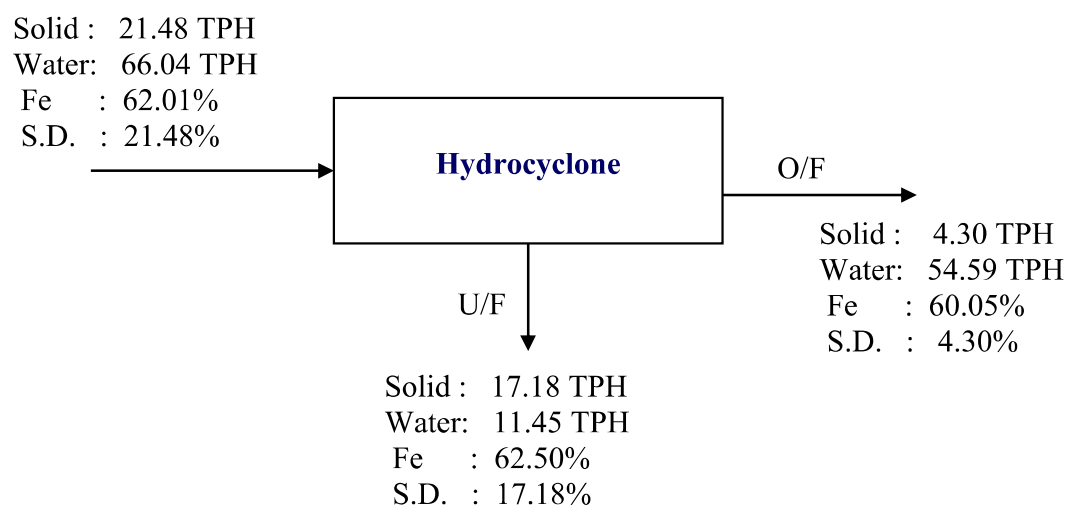 Solid : 21.48 TPH
Water: 66.04 TPH
Fe : 62.01%
S.D. : 21.48%
Hydrocyclone
O/F
Solid : 4.30 TPH
Water: 54.59 TPH
Fe : 60.05%
S.D. : 4.30%
U/F
Solid : 17.18 TPH
Water: 11.45 TPH
Fe : 62.50%
S.D. : 17.18%